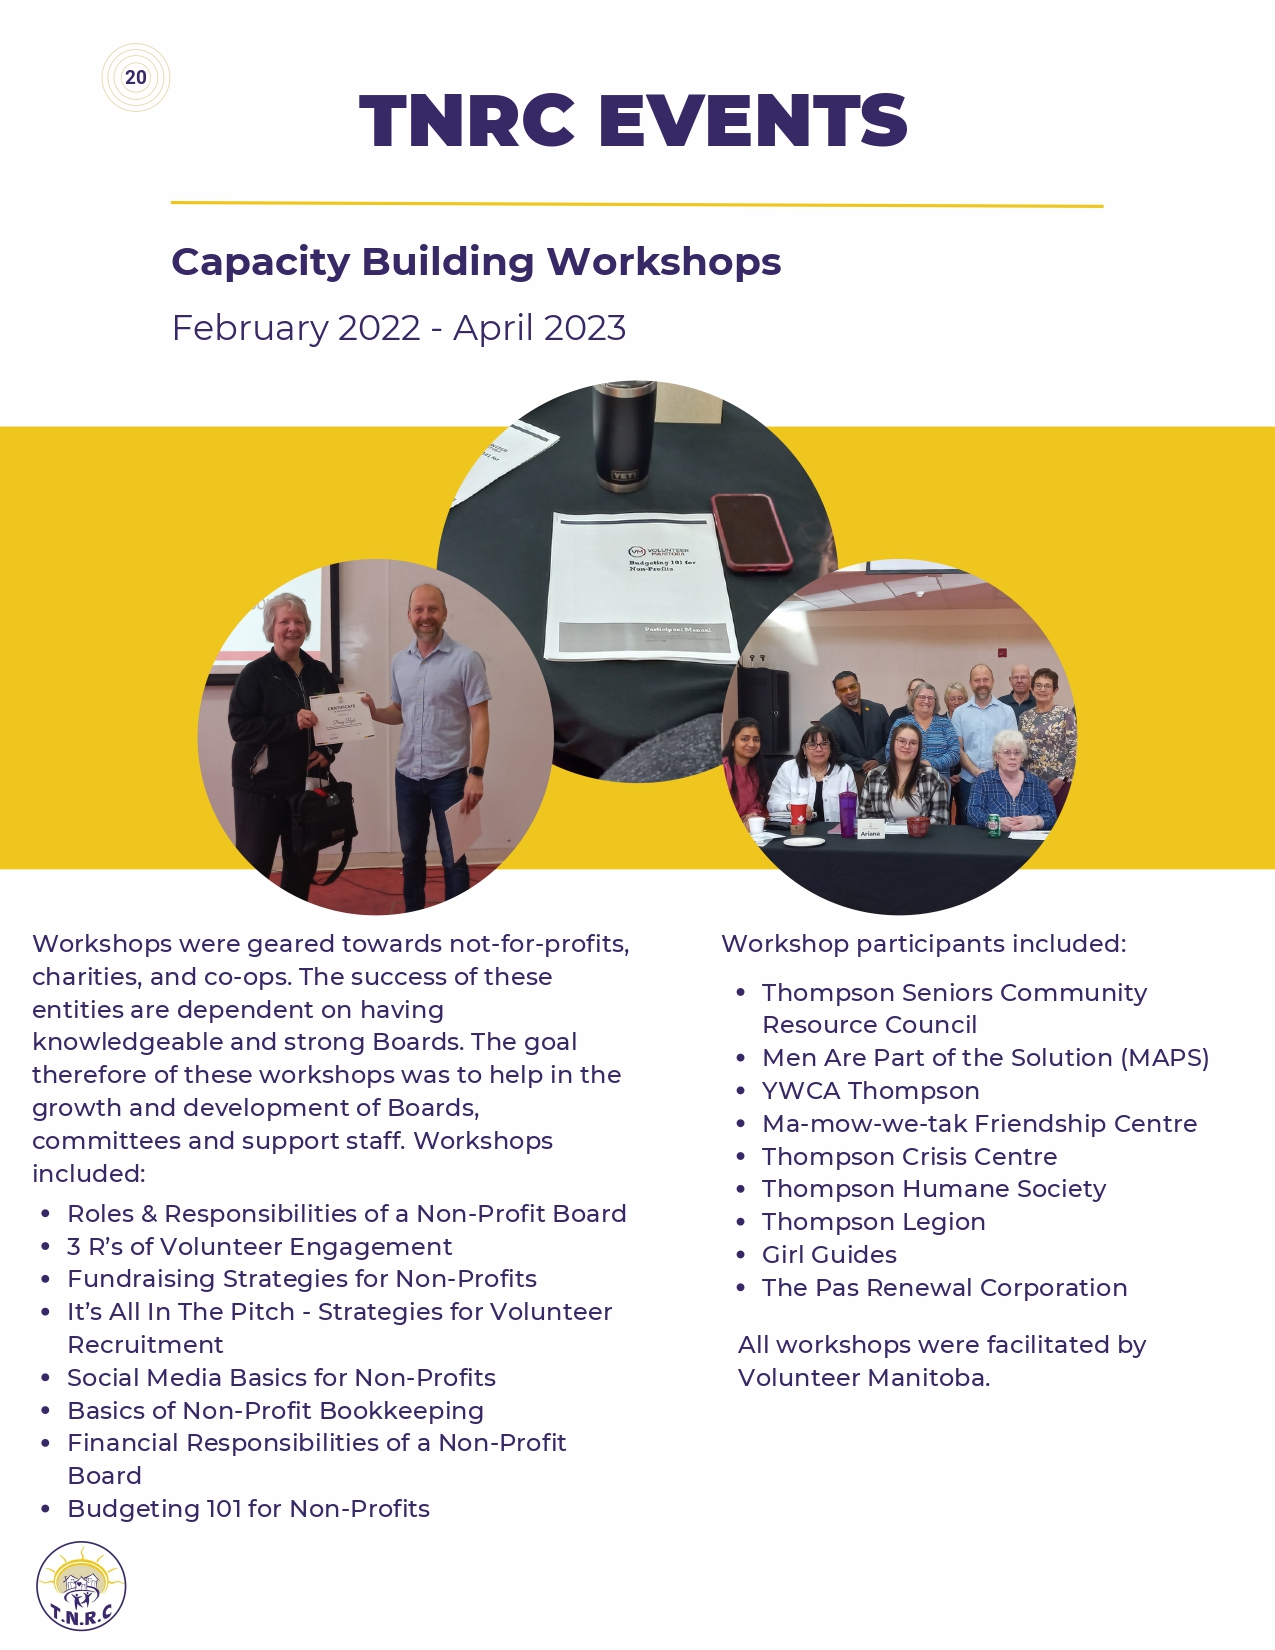 20
TNRC EVENTS
Capacity Building Workshops
February 2022 - April 2023
YETI
VM VOLUNTEER
MANITOBA
Budgeting 101 for
Non-Profits
Participant Manual
CERTIFICATE
Ariana
Workshops were geared towards not-for-profits,
charities, and co-ops. The success of these
entities are dependent on having
knowledgeable and strong Boards. The goal
therefore of these workshops was to help in the
growth and development of Boards,
committees and support staff. Workshops
included:
• Roles & Responsibilities of a Non-Profit Board
• 3 R’s of Volunteer Engagement
• Fundraising Strategies for Non-Profits
• It’s All In The Pitch - Strategies for Volunteer
Recruitment
• Social Media Basics for Non-Profits
• Basics of Non-Profit Bookkeeping
• Financial Responsibilities of a Non-Profit
Board
• Budgeting 101 for Non-Profits
Workshop participants included:
• Thompson Seniors Community
Resource Council
• Men Are Part of the Solution (MAPS)
• YWCA Thompson
• Ma-mow-we-tak Friendship Centre
• Thompson Crisis Centre
• Thompson Humane Society
• Thompson Legion
• Girl Guides
• The Pas Renewal Corporation
All workshops were facilitated by
Volunteer Manitoba.
T.N.R.C